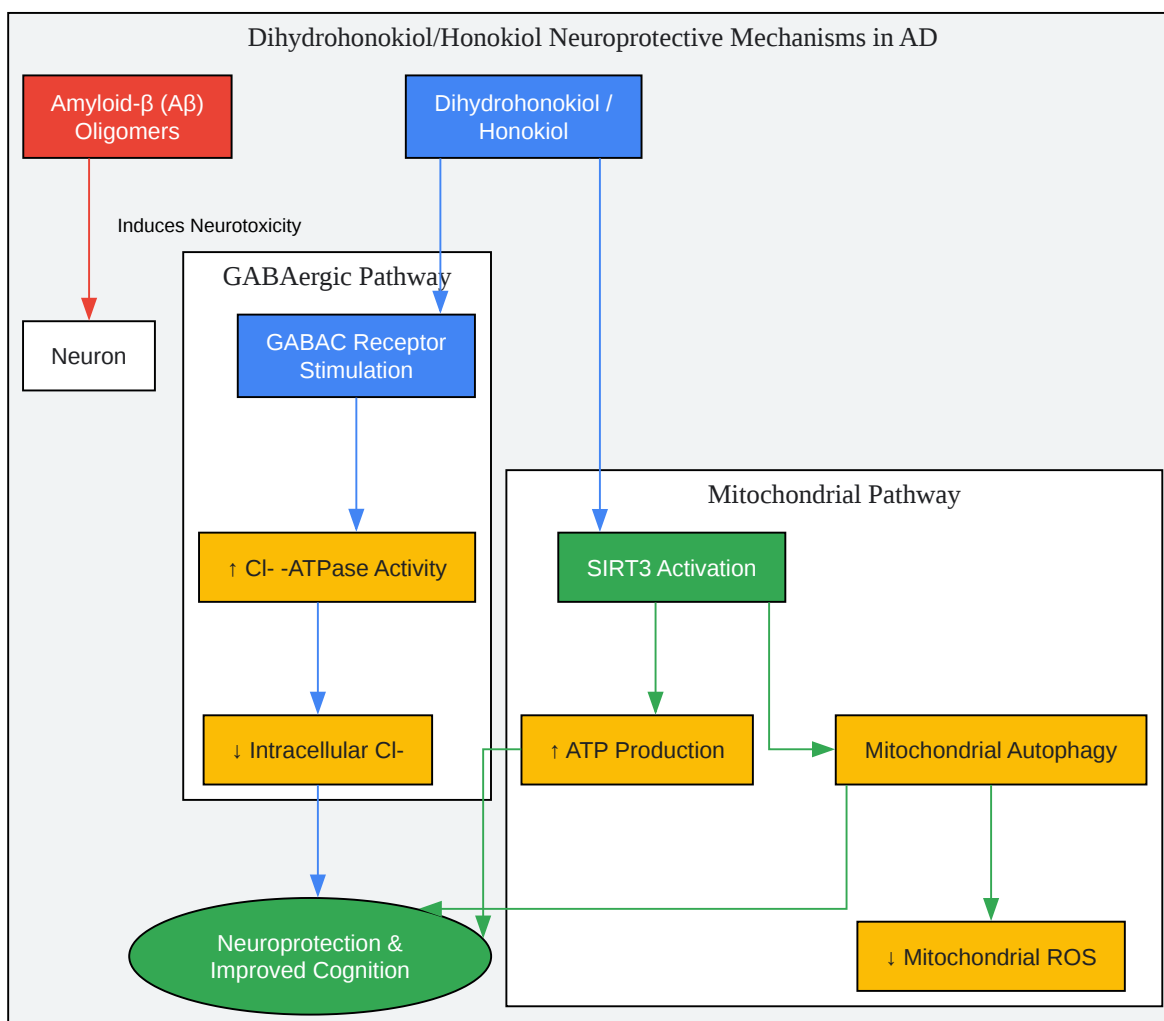 Dihydrohonokiol/Honokiol Neuroprotective Mechanisms in AD
Amyloid-β (Aβ)
Oligomers
Dihydrohonokiol /
Honokiol
Induces Neurotoxicity
GABAergic Pathway
Neuron
GABAC Receptor
Stimulation
Mitochondrial Pathway
↑ Cl- -ATPase Activity
SIRT3 Activation
↓ Intracellular Cl-
↑ ATP Production
Mitochondrial Autophagy
Neuroprotection &
Improved Cognition
↓ Mitochondrial ROS